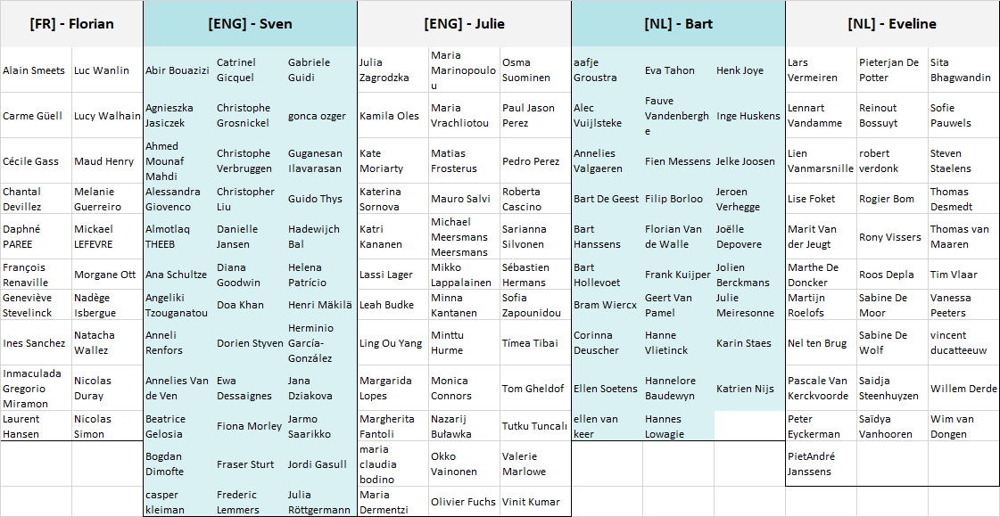 [FR] - Florian
[ENG] - Sven
[ENG] - Julie
[NL] - Bart
[NL] - Eveline
Alain Smeets
Luc Wanlin
Carme Güell
Lucy Walhain
Cécile Gass
Maud Henry
Chantal
Devillez
Melanie
Guerreiro
Daphné
PAREE
Mickael
LEFEVRE
François
Renaville
Morgane Ott
Geneviève
Stevelinck
Nadège
Isbergue
Ines Sanchez
Natacha
Wallez
Inmaculada
Gregorio
Miramon
Nicolas
Duray
Laurent
Hansen
Nicolas
Simon
Abir Bouazizi
Catrinel
Gicquel
Gabriele
Guidi
Agnieszka
Jasiczek
Christophe
Grosnickel
gonca ozger
Ahmed
Mounaf
Mahdi
Christophe
Verbruggen
Guganesan
Ilavarasan
Alessandra
Giovenco
Christopher
Liu
Guido Thys
Almotlaq
THEEB
Danielle
Jansen
Hadewijch
Bal
Ana Schultze
Diana
Goodwin
Helena
Patrício
Angeliki
Tzouganatou
Doa Khan
Henri Mäkilä
Anneli
Renfors
Dorien Styven
Herminio
García-
González
Annelies Van
de Ven
Ewa
Dessaignes
Jana
Dziakova
Beatrice
Gelosia
Fiona Morley
Jarmo
Saarikko
Bogdan
Dimofte
Fraser Sturt
Jordi Gasull
casper
kleiman
Frederic
Lemmers
Julia
Röttgermann
Julia
Zagrodzka
Maria
Marinopoulo
u
Osma
Suominen
Kamila Oles
Maria
Vrachliotou
Paul Jason
Perez
Kate
Moriarty
Matias
Frosterus
Pedro Perez
Katerina
Sornova
Mauro Salvi
Roberta
Cascino
Katri
Kananen
Michael
Meersmans
Meersmans
Sarianna
Silvonen
Lassi Lager
Mikko
Lappalainen
Sébastien
Hermans
Leah Budke
Minna
Kantanen
Sofia
Zapounidou
Ling Ou Yang
Minttu
Hurme
Tímea Tibai
Margarida
Lopes
Monica
Connors
Tom Gheldof
Margherita
Fantoli
Nazarij
Buławka
Tutku Tuncalı
maria
claudia
bodino
Okko
Vainonen
Valerie
Marlowe
Maria
Dermentzi
Olivier Fuchs
Vinit Kumar
aafje
Groustra
Eva Tahon
Henk Joye
Alec
Vuijlsteke
Fauve
Vandenbergh
e
Inge Huskens
Annelies
Valgaeren
Fien Messens
Jelke Joosen
Bart De Geest
Filip Borloo
Jeroen
Verhegge
Bart
Hanssens
Florian Van
de Walle
Joëlle
Depovere
Bart
Hollevoet
Frank Kuijper
Jolien
Berckmans
Bram Wiercx
Geert Van
Pamel
Julie
Meiresonne
Corinna
Deuscher
Hanne
Vlietinck
Karin Staes
Ellen Soetens
Hannelore
Baudewyn
Katrien Nijs
ellen van
keer
Hannes
Lowagie
Lars
Vermeiren
Pieterjan De
Potter
Sita
Bhagwandin
Lennart
Vandamme
Reinout
Bossuyt
Sofie
Pauwels
Lien
Vanmarsnille
robert
verdonk
Steven
Staelens
Lise Foket
Rogier Bom
Thomas
Desmedt
Marit Van
der Jeugt
Rony Vissers
Thomas van
Maaren
Marthe De
Doncker
Roos Depla
Tim Vlaar
Martijn
Roelofs
Sabine De
Moor
Vanessa
Peeters
Nel ten Brug
Sabine De
Wolf
vincent
ducatteeuw
Pascale Van
Kerckvoorde
Saidja
Steenhuyzen
Willem Derde
Peter
Eyckerman
Saïdya
Vanhooren
Wim van
Dongen
PietAndré
Janssens